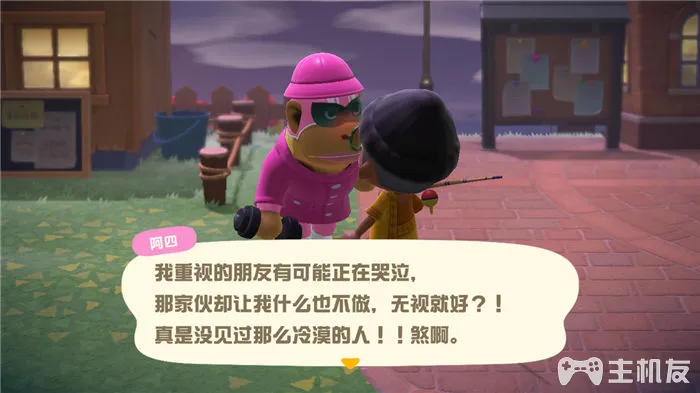 阿四
我重视的朋友有可能正在哭泣，
那家伙却让我什么也不做，无视就好？！
真是没见过那么冷漠的人！！煞啊。
主机友